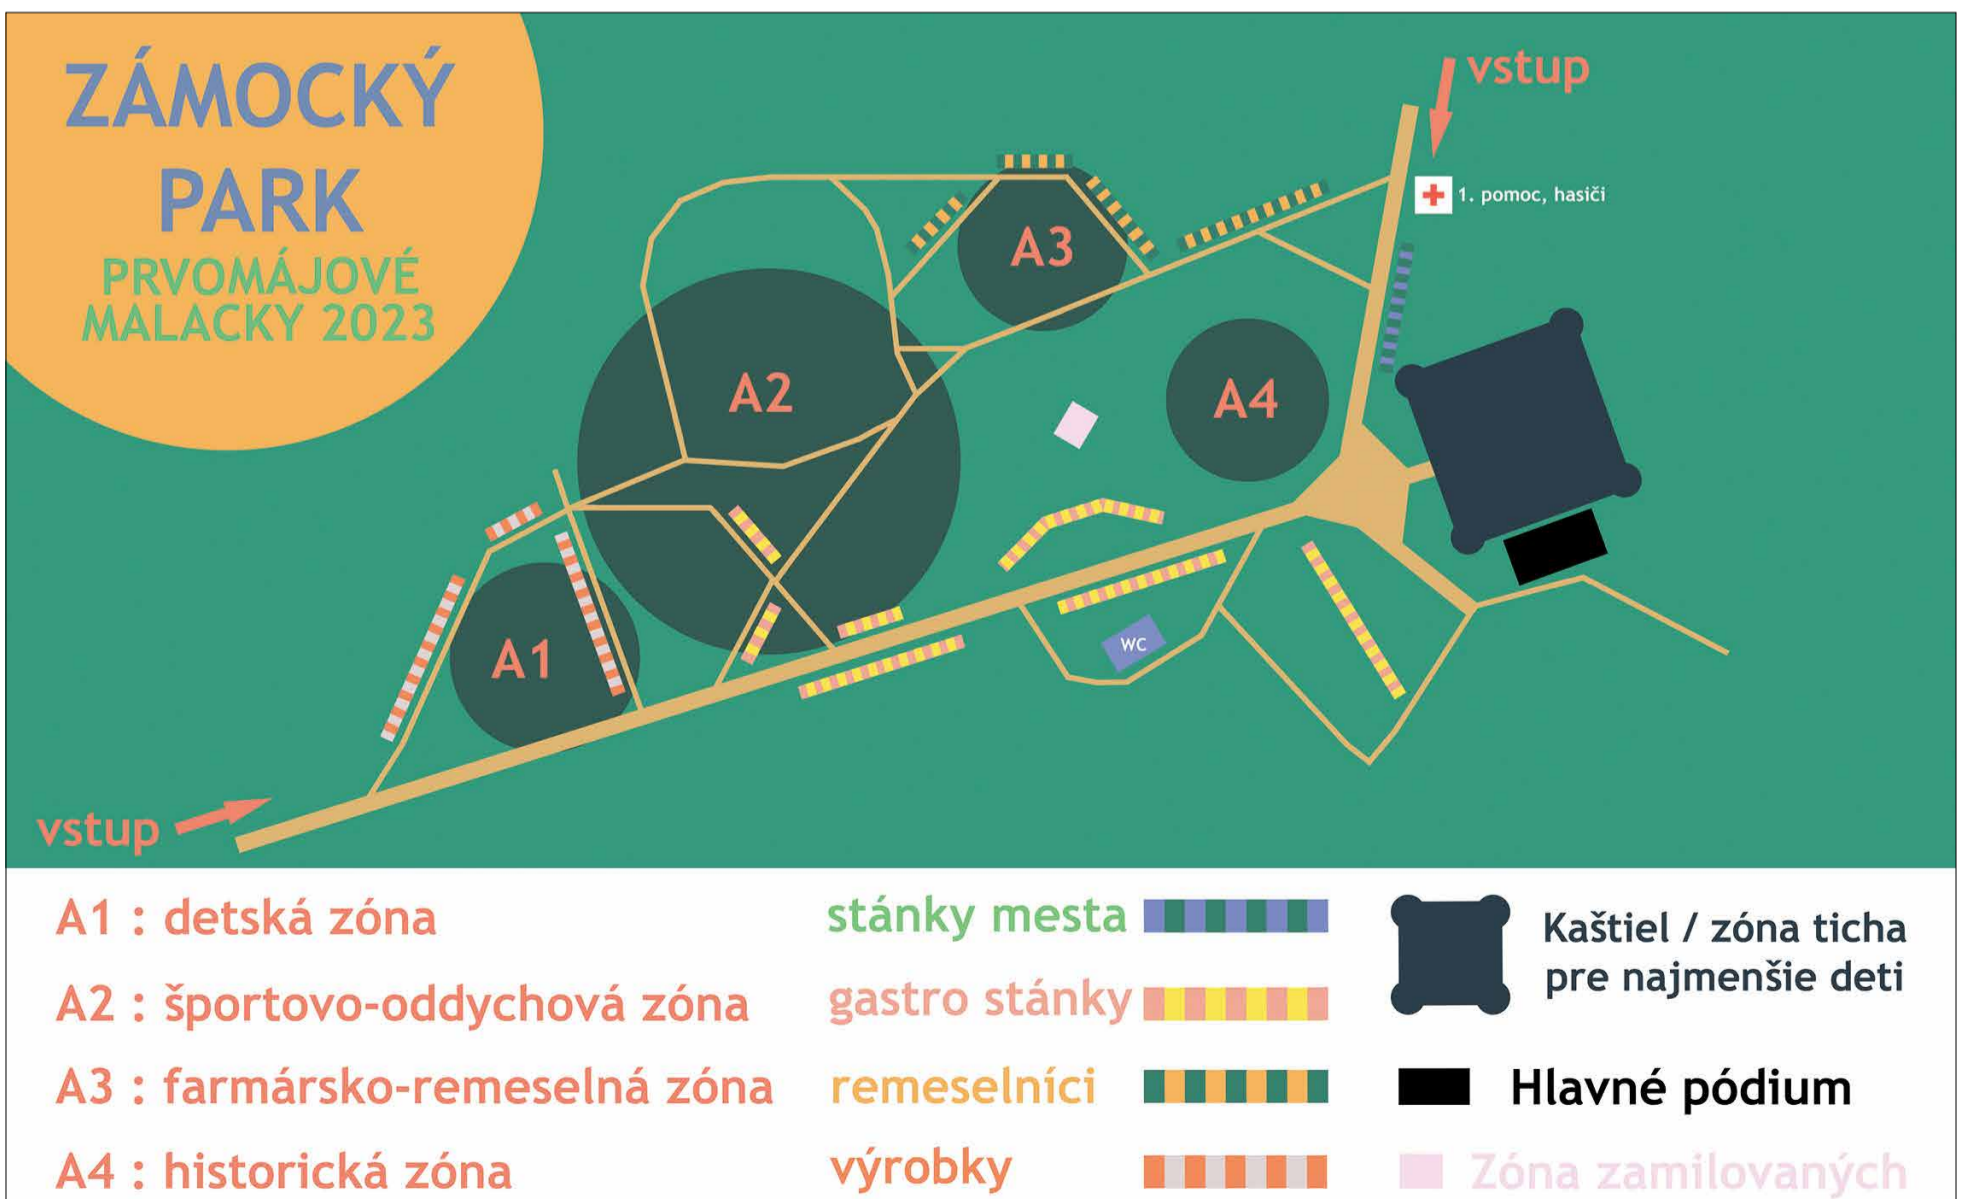 ZÁMOCKÝ
PARK
PRVOMÁJOVÉ
MALACKY 2023
vstup
1. pomoc, hasiči
A3
A2
A4
A1
WC
vstup
A1 : detská zóna
A2 : športovo-oddychová zóna
A3 : farmársko-remeselná zóna
A4 : historická zóna
stánky mesta
gastro stánky
remeselníci
výrobky
Kaštiel / zóna ticha
pre najmenšie deti
Hlavné pódium
Zóna zamilovaných